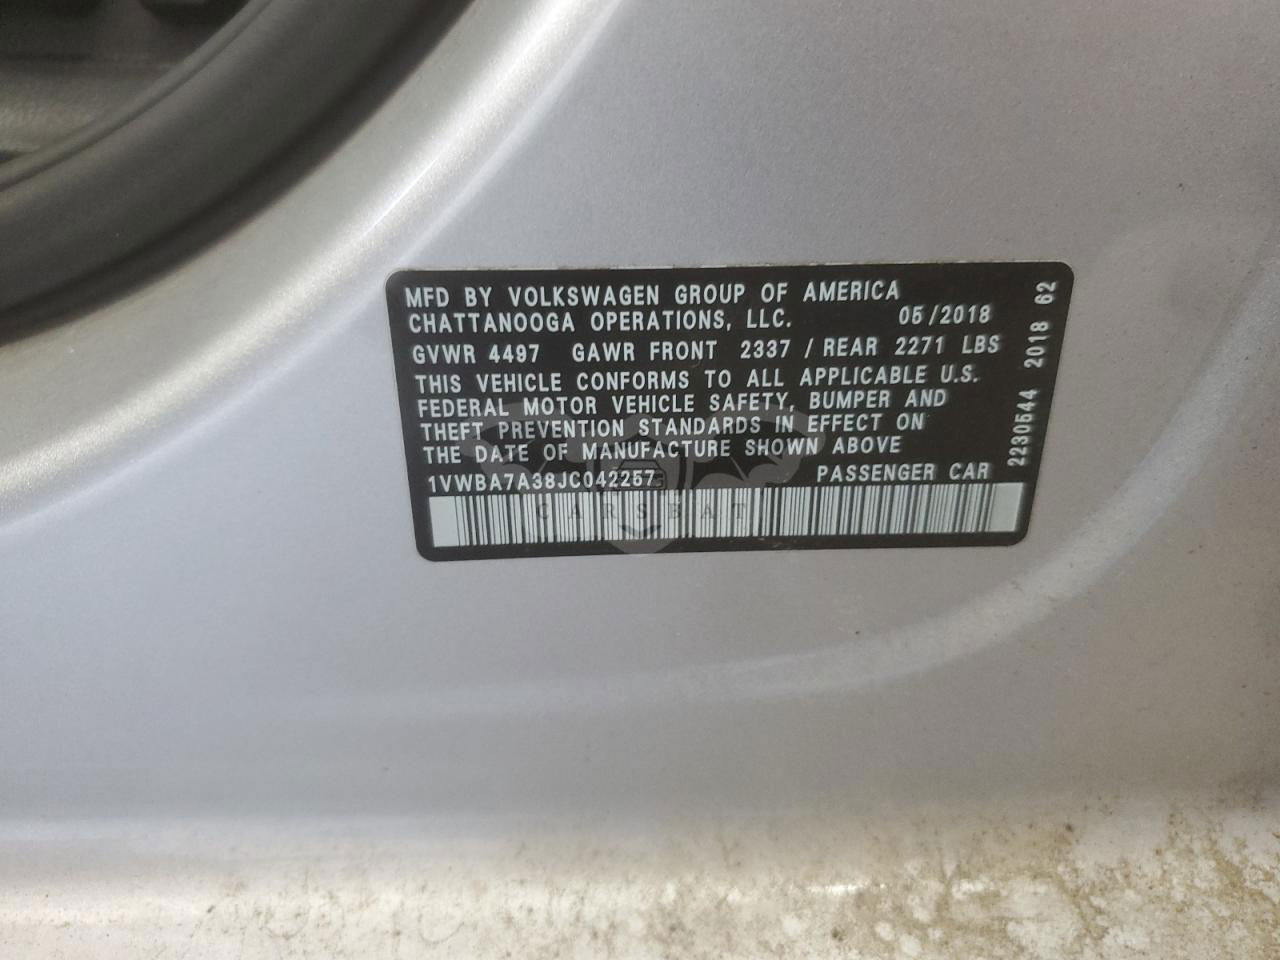 MFD BY VOLKSWAGEN GROUP OF AMERICA
CHATTANOOGA OPERATIONS, LLC. 05/2018
GVWR 4497 GAWR FRONT 2337 / REAR 2271 LBS
THIS VEHICLE CONFORMS TO ALL APPLICABLE U.S.
FEDERAL MOTOR VEHICLE SAFETY, BUMPER AND
THEFT PREVENTION STANDARDS IN EFFECT ON
THE DATE OF MANUFACTURE SHOWN ABOVE
1VWBA7A38JC042257 PASSENGER CAR
2230544 2018 62
CARSBAT